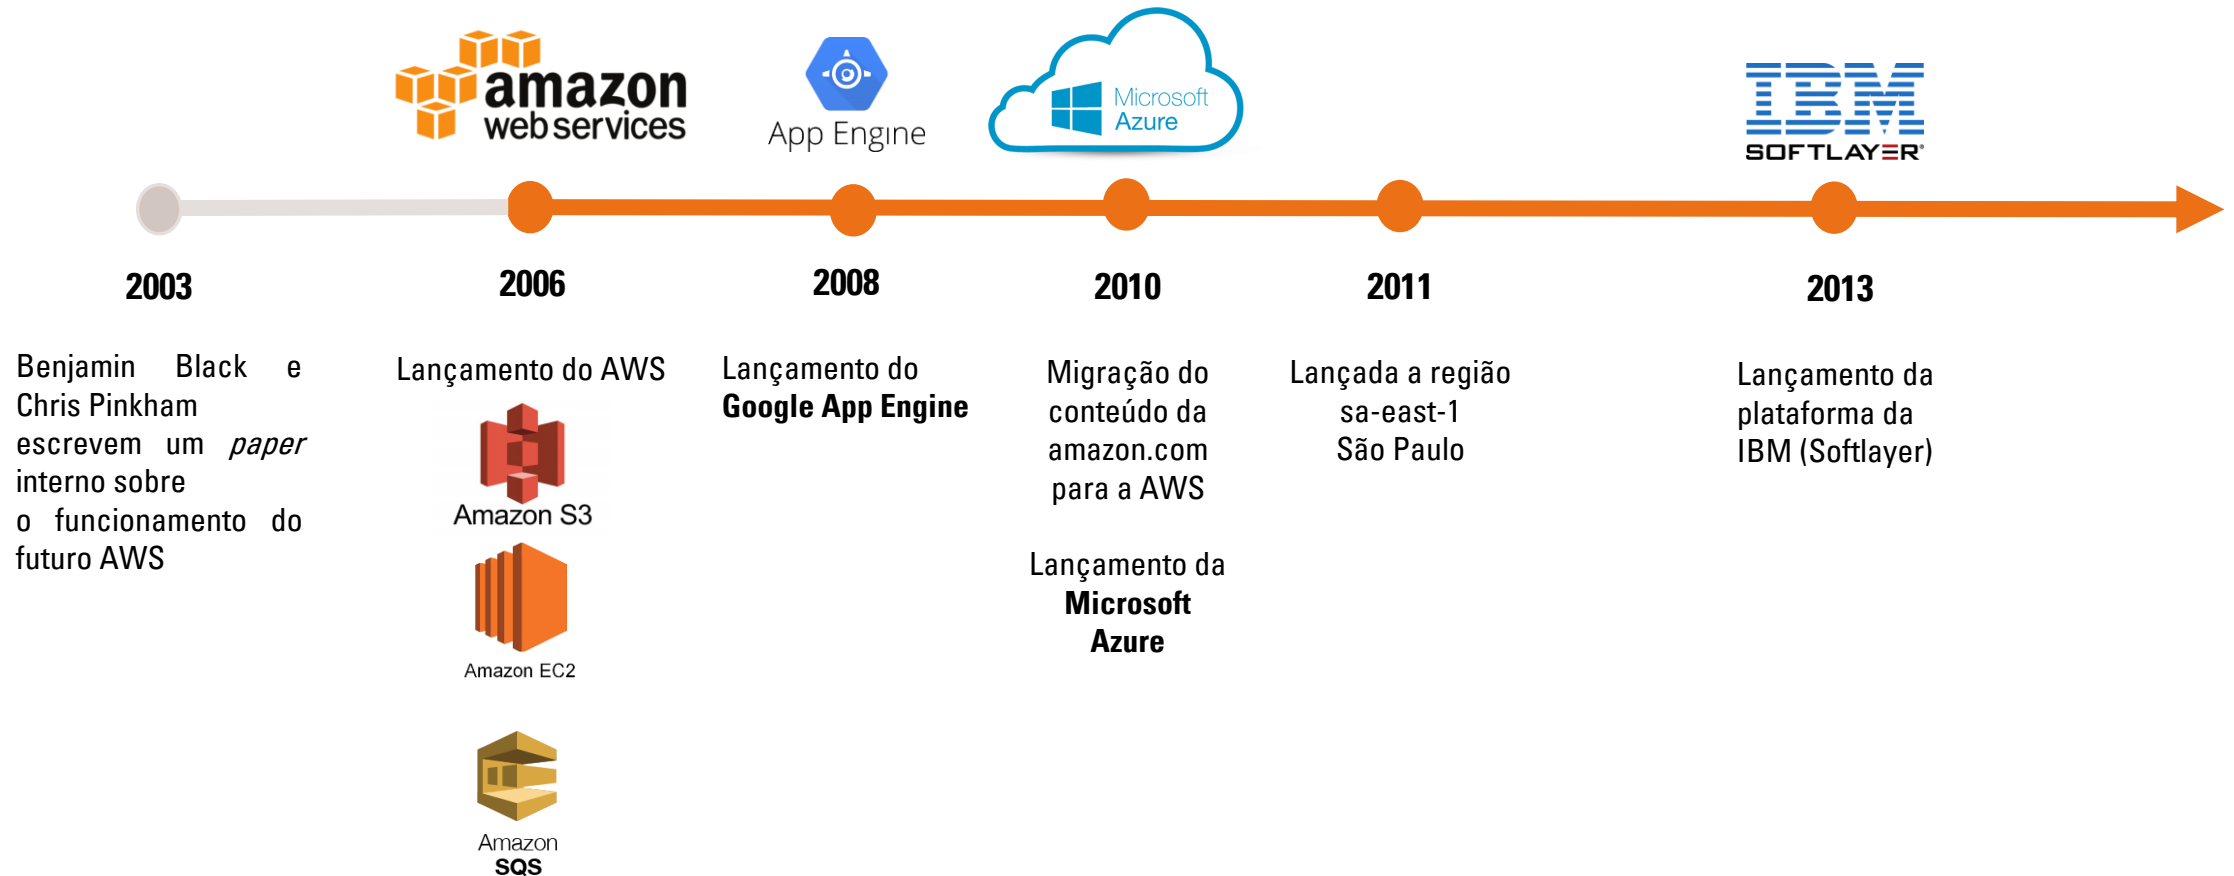 amazon
web services
App Engine
Microsoft
Azure
IBM
SOFTLAYER®
2003
2006
2008
2010
2011
2013
Benjamin Black e
Chris Pinkham
escrevem um paper
interno sobre
o funcionamento do
futuro AWS
Lançamento do AWS
Amazon S3
Amazon EC2
Amazon
SQS
Lançamento do
Google App Engine
Migração do
conteúdo da
amazon.com
para a AWS
Lançamento da
Microsoft
Azure
Lançada a região
sa-east-1
São Paulo
Lançamento da
plataforma da
IBM (Softlayer)